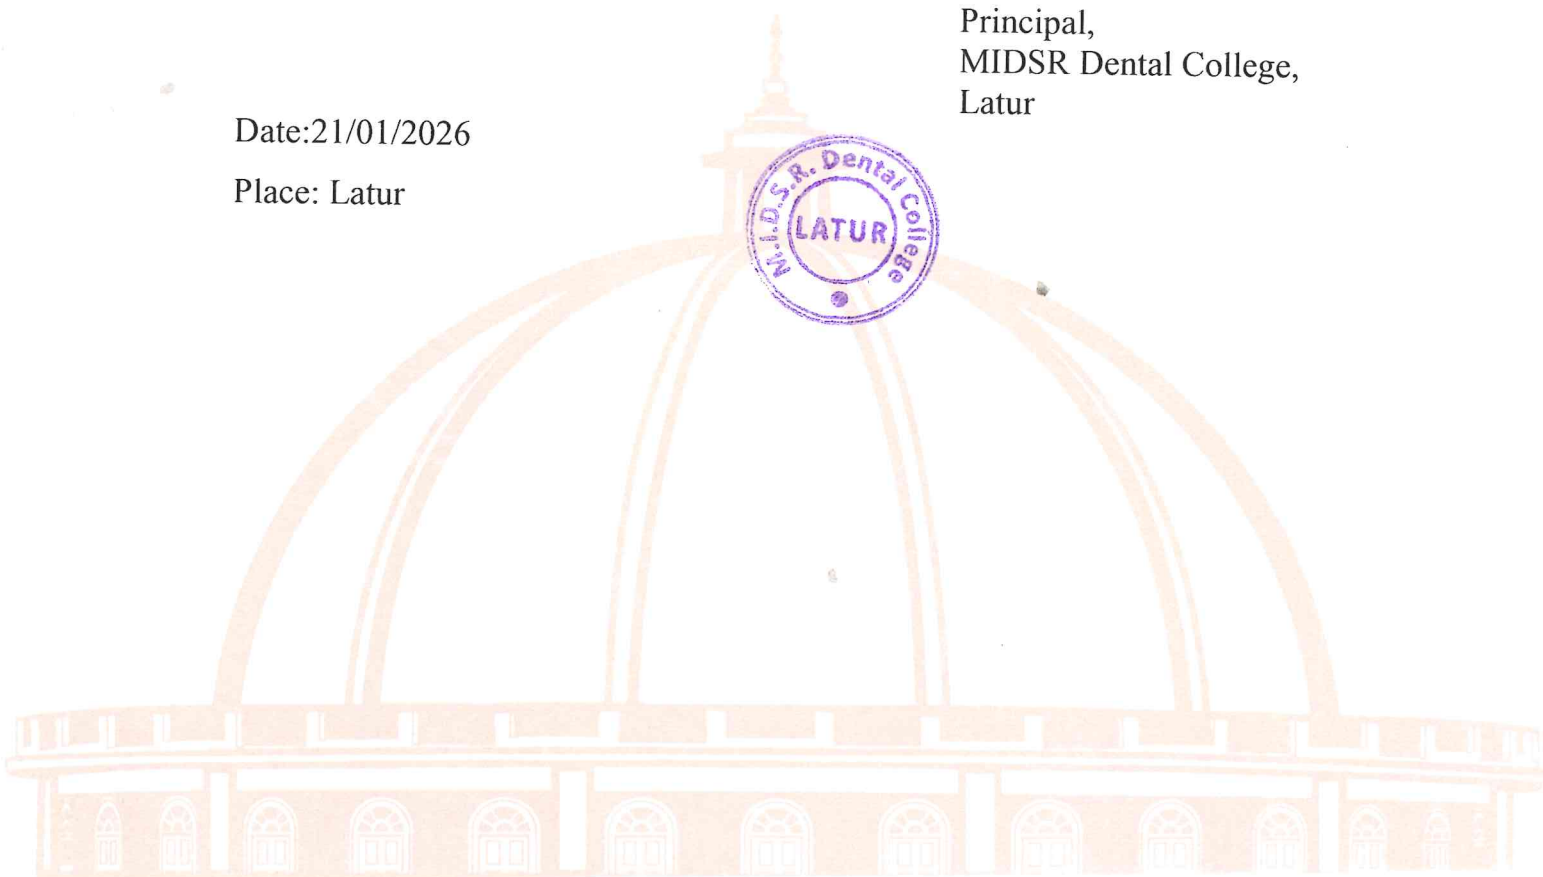 Principal,
MIDSR Dental College,
Latur
Date:21/01/2026
Place: Latur
M.I.D.S.R. Dental College
LATUR